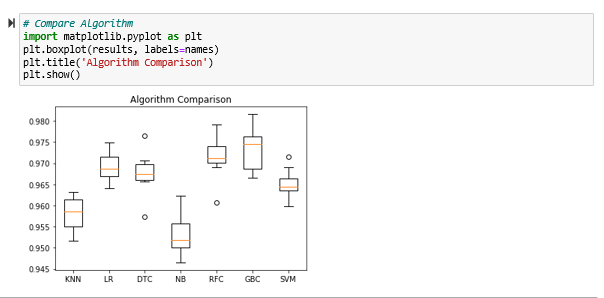 # Compare Algorithm
import matplotlib.pyplot as plt
plt.boxplot(results, labels=names)
plt.title('Algorithm Comparison')
plt.show()
Algorithm Comparison
0.980
0.975
0.970
0.965
0.960
0.955
0.950
0.945
KNN LR DTC NB RFC GBC SVM